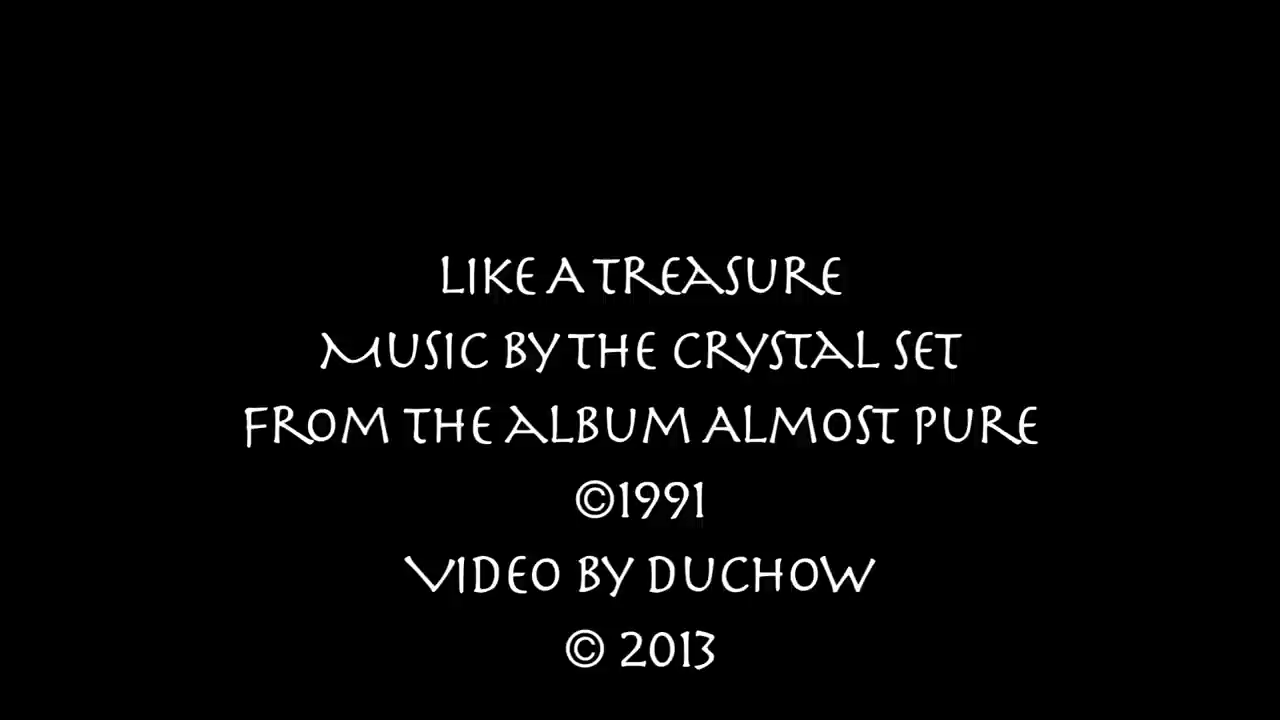 Like A Treasure
Music by The Crystal Set
From the album Almost Pure
©1991
Video by Duchow
© 2013